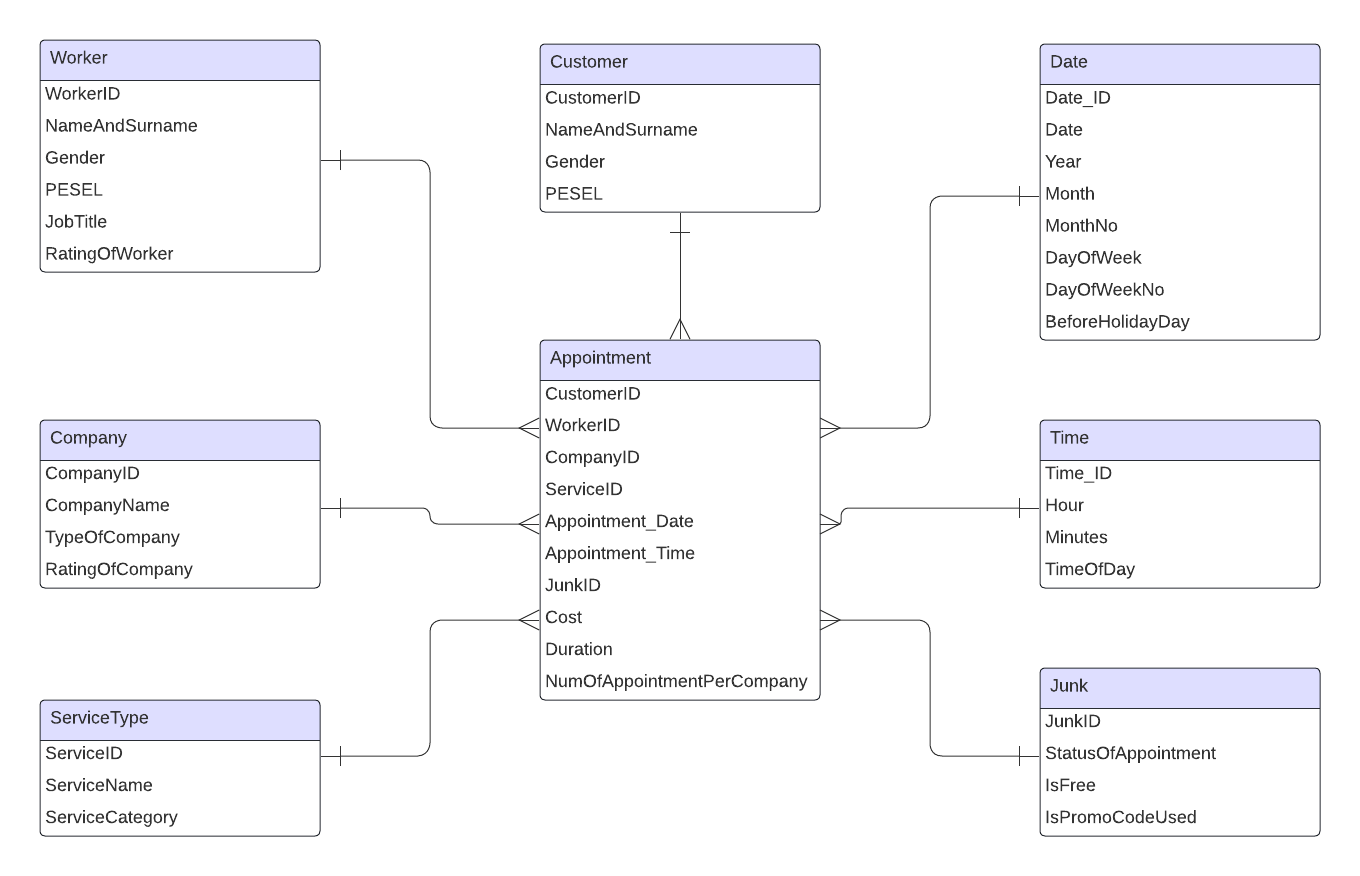 Worker
WorkerID
NameAndSurname
Gender
PESEL
JobTitle
RatingOfWorker
Customer
CustomerID
NameAndSurname
Gender
PESEL
Date
Date_ID
Date
Year
Month
MonthNo
DayOfWeek
DayOfWeekNo
BeforeHolidayDay
Company
CompanyID
CompanyName
TypeOfCompany
RatingOfCompany
Appointment
CustomerID
WorkerID
CompanyID
ServiceID
Appointment_Date
Appointment_Time
JunkID
Cost
Duration
NumOfAppointmentPerCompany
Time
Time_ID
Hour
Minutes
TimeOfDay
ServiceType
ServiceID
ServiceName
ServiceCategory
Junk
JunkID
StatusOfAppointment
IsFree
IsPromoCodeUsed